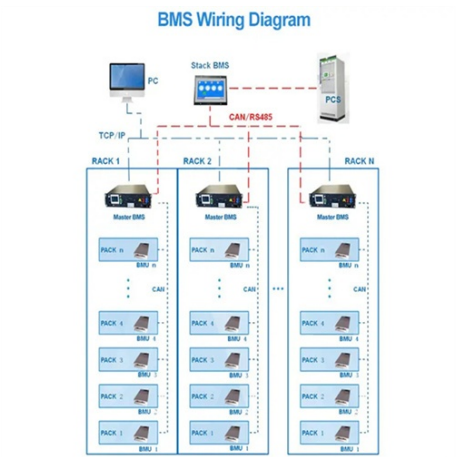 BMS Wiring Diagram
Stack BMS
PC
PCS
CAN/RS485
TCP/IP
RACK 1
RACK 2
RACK N
Master BMS
Master BMS
Master BMS
PACK n
PACK n
PACK n
BMU n
BMU n
BMU n
CAN
CAN
CAN
PACK 4
PACK 4
PACK 4
BMU 4
BMU 4
BMU 4
PACK 3
PACK 3
PACK 3
BMU 3
BMU 3
BMU 3
PACK 2
PACK 2
PACK 2
BMU 2
BMU 2
BMU 2
PACK 1
PACK 1
PACK 1
BMU 1
BMU 1
BMU 1